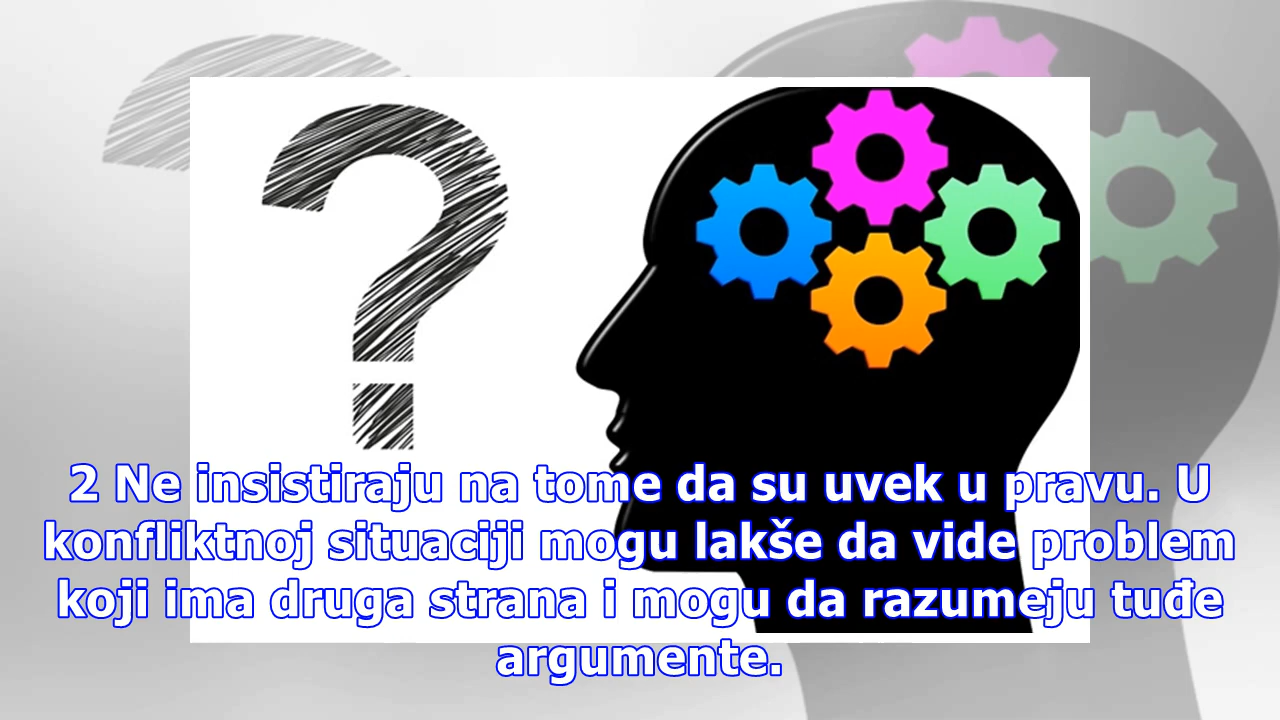 2 Ne insistiraju na tome da su uvek u pravu. U
konfliktnoj situaciji mogu lakše da vide problem
koji ima druga strana i mogu da razumeju tuđe
argumente.